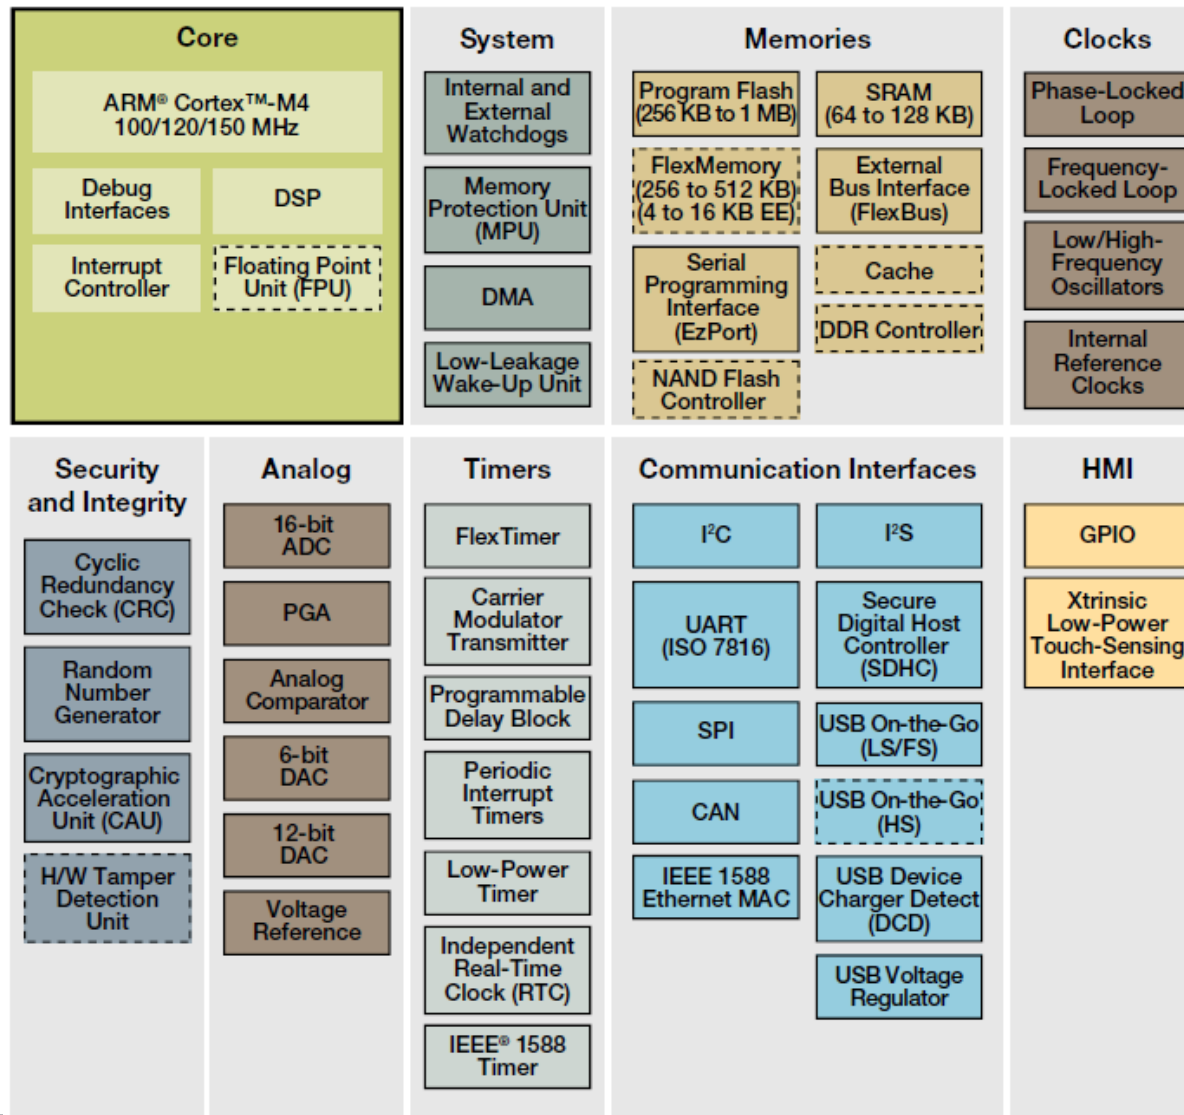 Core
ARM® Cortex™-M4
100/120/150 MHz
Debug
Interfaces
DSP
Interrupt
Controller
Floating Point
Unit (FPU)
System
Internal and
External
Watchdogs
Memory
Protection Unit
(MPU)
DMA
Low-Leakage
Wake-Up Unit
Memories
Program Flash
(256 KB to 1 MB)
SRAM
(64 to 128 KB)
FlexMemory
(256 to 512 KB)
(4 to 16 KB EE)
External
Bus Interface
(FlexBus)
Serial
Programming
Interface
(EzPort)
Cache
DDR Controller
NAND Flash
Controller
Clocks
Phase-Locked
Loop
Frequency-
Locked Loop
Low/High-
Frequency
Oscillators
Internal
Reference
Clocks
Security
and Integrity
Cyclic
Redundancy
Check (CRC)
Random
Number
Generator
Cryptographic
Acceleration
Unit (CAU)
H/W Tamper
Detection
Unit
Analog
16-bit
ADC
PGA
Analog
Comparator
6-bit
DAC
12-bit
DAC
Voltage
Reference
Timers
FlexTimer
Carrier
Modulator
Transmitter
Programmable
Delay Block
Periodic
Interrupt
Timers
Low-Power
Timer
Independent
Real-Time
Clock (RTC)
IEEE® 1588
Timer
Communication Interfaces
I²C
I²S
UART
(ISO 7816)
Secure
Digital Host
Controller
(SDHC)
SPI
USB On-the-Go
(LS/FS)
CAN
USB On-the-Go
(HS)
IEEE 1588
Ethernet MAC
USB Device
Charger Detect
(DCD)
USB Voltage
Regulator
HMI
GPIO
Xtrinsic
Low-Power
Touch-Sensing
Interface